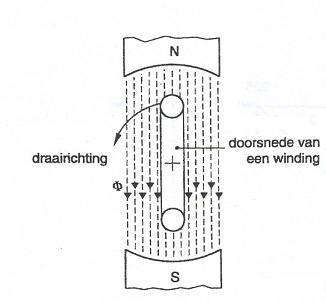 N
draairichting
doorsnede van
een winding
Φ
S